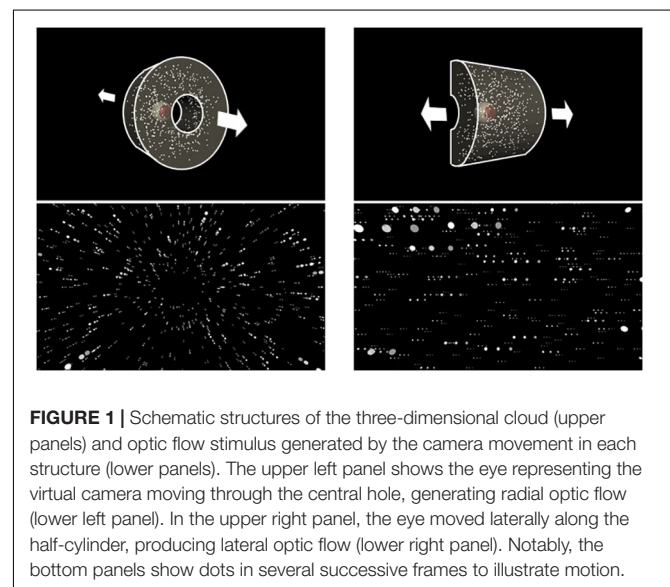 FIGURE 1 | Schematic structures of the three-dimensional cloud (upper
panels) and optic flow stimulus generated by the camera movement in each
structure (lower panels). The upper left panel shows the eye representing the
virtual camera moving through the central hole, generating radial optic flow
(lower left panel). In the upper right panel, the eye moved laterally along the
half-cylinder, producing lateral optic flow (lower right panel). Notably, the
bottom panels show dots in several successive frames to illustrate motion.